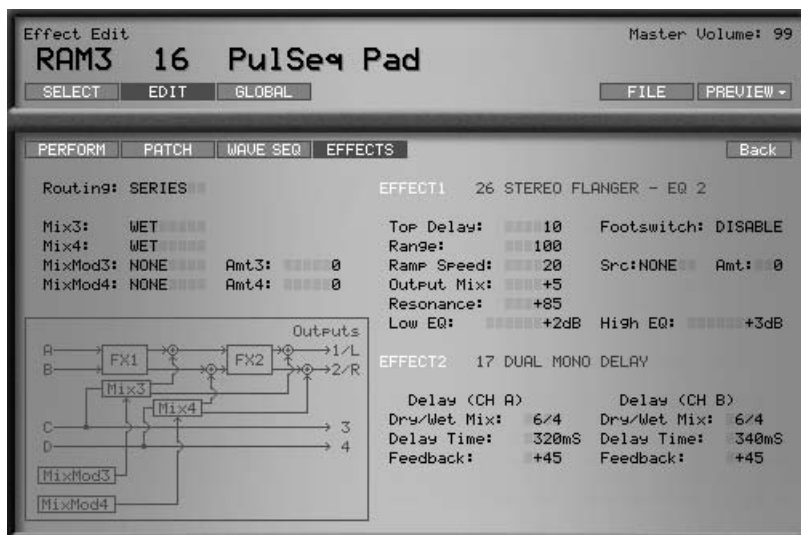 Effect Edit Master Volume: 99
RAM3 16 PulSeq Pad
SELECT EDIT GLOBAL FILE PREVIEW
PERFORM PATCH WAVE SEQ EFFECTS Back
Routing: SERIES
Mix3: WET
Mix4: WET
MixMod3: NONE Amt3: 0
MixMod4: NONE Amt4: 0
Outputs
A FX1 FX2 1/L
B 2/R
Mix3
Mix4
C 3
D 4
MixMod3
MixMod4
EFFECT1 26 STEREO FLANGER - EQ 2
Top Delay: 10 Footswitch: DISABLE
Range: 100
Ramp Speed: 20 Src:NONE Amt: 0
Output Mix: +5
Resonance: +85
Low EQ: +2dB High EQ: +3dB
EFFECT2 17 DUAL MONO DELAY
Delay (CH A) Delay (CH B)
Dry/Wet Mix: 6/4 Dry/Wet Mix: 6/4
Delay Time: 320mS Delay Time: 340mS
Feedback: +45 Feedback: +45